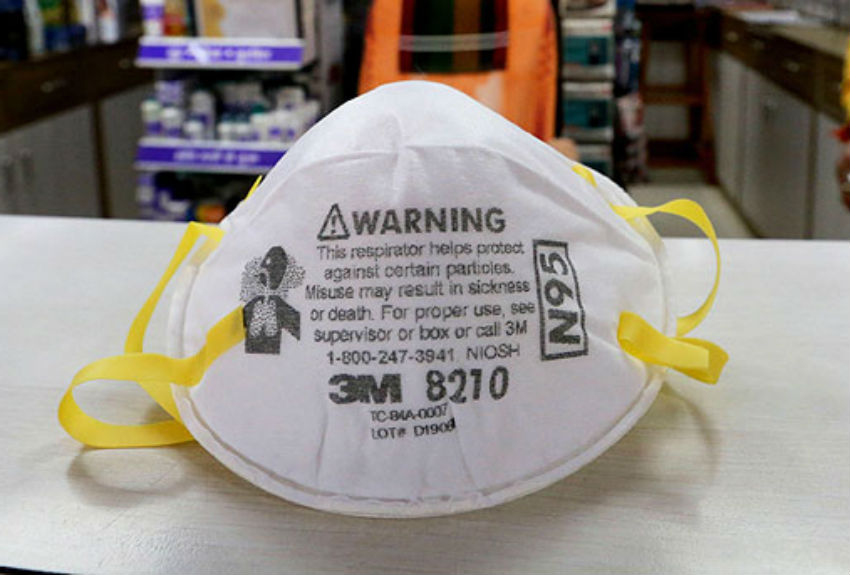 WARNING
This respirator helps protect
against certain particles.
Misuse may result in sickness
or death. For proper use, see
supervisor or box or call 3M
1-800-247-3941. NIOSH
3M 8210
TC-84A-0007
LOT#
N95